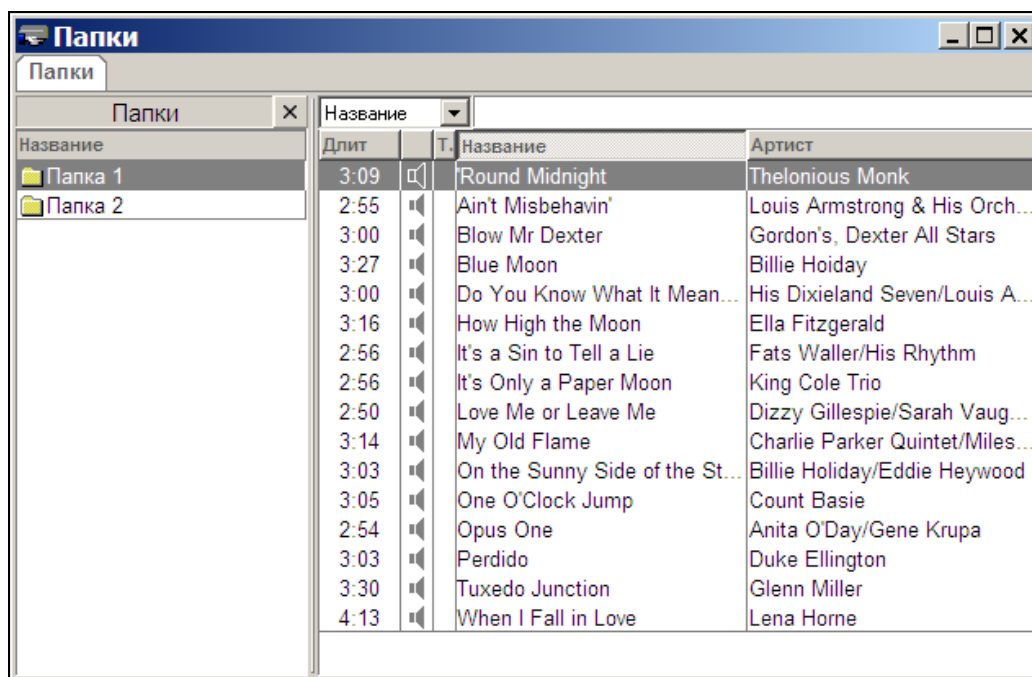 Папки
Папки
Папки
Название
Папка 1
Папка 2
Название
Длит Т. Название Артист
3:09 'Round Midnight Thelonious Monk
2:55 Ain't Misbehavin' Louis Armstrong & His Orch...
3:00 Blow Mr Dexter Gordon's, Dexter All Stars
3:27 Blue Moon Billie Hoiday
3:00 Do You Know What It Mean... His Dixieland Seven/Louis A...
3:16 How High the Moon Ella Fitzgerald
2:56 It's a Sin to Tell a Lie Fats Waller/His Rhythm
2:56 It's Only a Paper Moon King Cole Trio
2:50 Love Me or Leave Me Dizzy Gillespie/Sarah Vaug...
3:14 My Old Flame Charlie Parker Quintet/Miles...
3:03 On the Sunny Side of the St... Billie Holiday/Eddie Heywood
3:05 One O'Clock Jump Count Basie
2:54 Opus One Anita O'Day/Gene Krupa
3:03 Perdido Duke Ellington
3:30 Tuxedo Junction Glenn Miller
4:13 When I Fall in Love Lena Horne